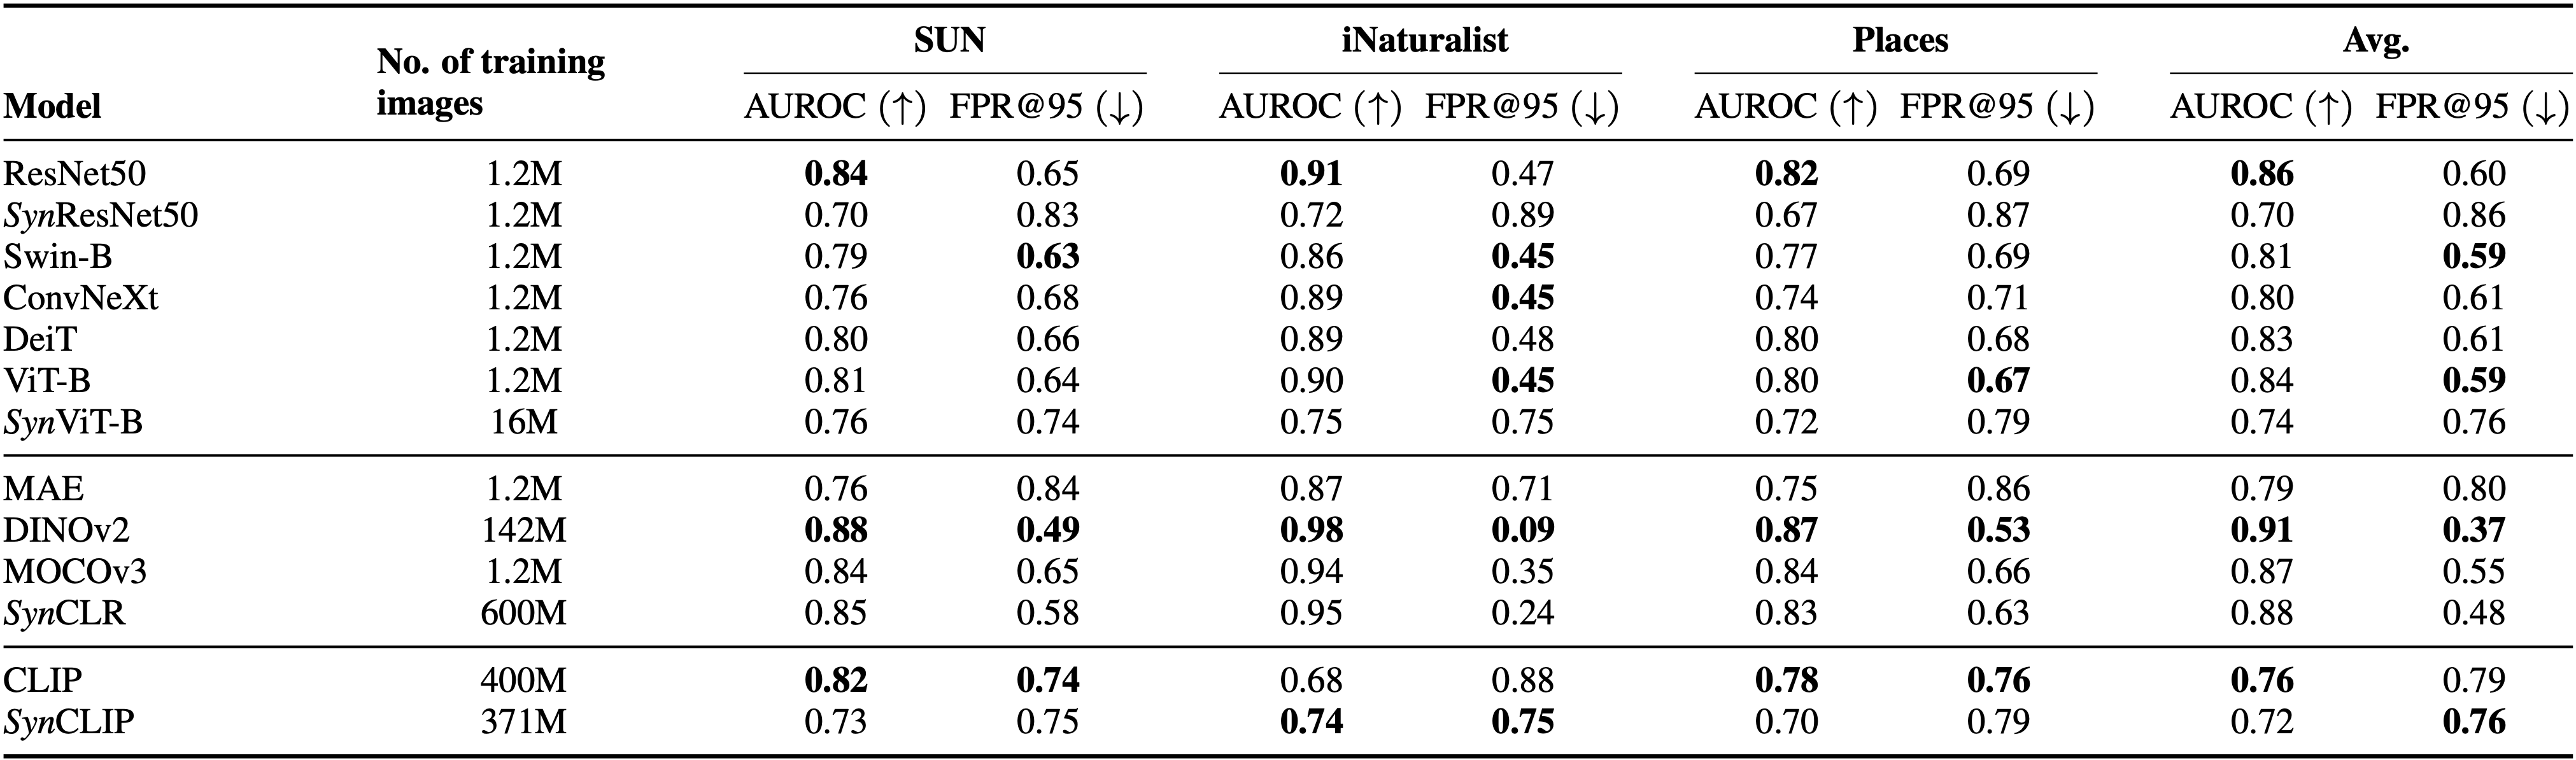 SUN iNaturalist Places Avg.
No. of training
images
Model AUROC (↑) FPR@95 (↓) AUROC (↑) FPR@95 (↓) AUROC (↑) FPR@95 (↓) AUROC (↑) FPR@95 (↓)
ResNet50 1.2M 0.84 0.65 0.91 0.47 0.82 0.69 0.86 0.60
SynResNet50 1.2M 0.70 0.83 0.72 0.89 0.67 0.87 0.70 0.86
Swin-B 1.2M 0.79 0.63 0.86 0.45 0.77 0.69 0.81 0.59
ConvNeXt 1.2M 0.76 0.68 0.89 0.45 0.74 0.71 0.80 0.61
DeiT 1.2M 0.80 0.66 0.89 0.48 0.80 0.68 0.83 0.61
ViT-B 1.2M 0.81 0.64 0.90 0.45 0.80 0.67 0.84 0.59
SynViT-B 16M 0.76 0.74 0.75 0.75 0.72 0.79 0.74 0.76
MAE 1.2M 0.76 0.84 0.87 0.71 0.75 0.86 0.79 0.80
DINOv2 142M 0.88 0.49 0.98 0.09 0.87 0.53 0.91 0.37
MOCOv3 1.2M 0.84 0.65 0.94 0.35 0.84 0.66 0.87 0.55
SynCLR 600M 0.85 0.58 0.95 0.24 0.83 0.63 0.88 0.48
CLIP 400M 0.82 0.74 0.68 0.88 0.78 0.76 0.76 0.79
SynCLIP 371M 0.73 0.75 0.74 0.75 0.70 0.79 0.72 0.76